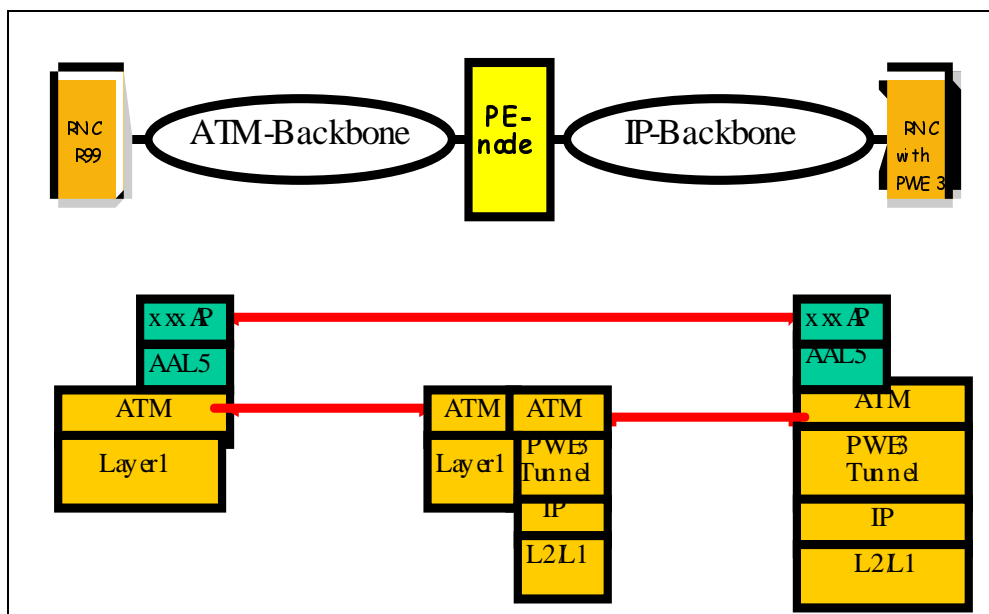 RNC
R99
ATM-Backbone
PE-
node
IP-Backbone
RNC
with
PWE 3
xxxAP
AAL5
ATM
Layer1
ATM
Layer1
ATM
PWE3
Tunnel
IP
L2/L1
xxxAP
AAL5
ATM
PWE3
Tunnel
IP
L2/L1